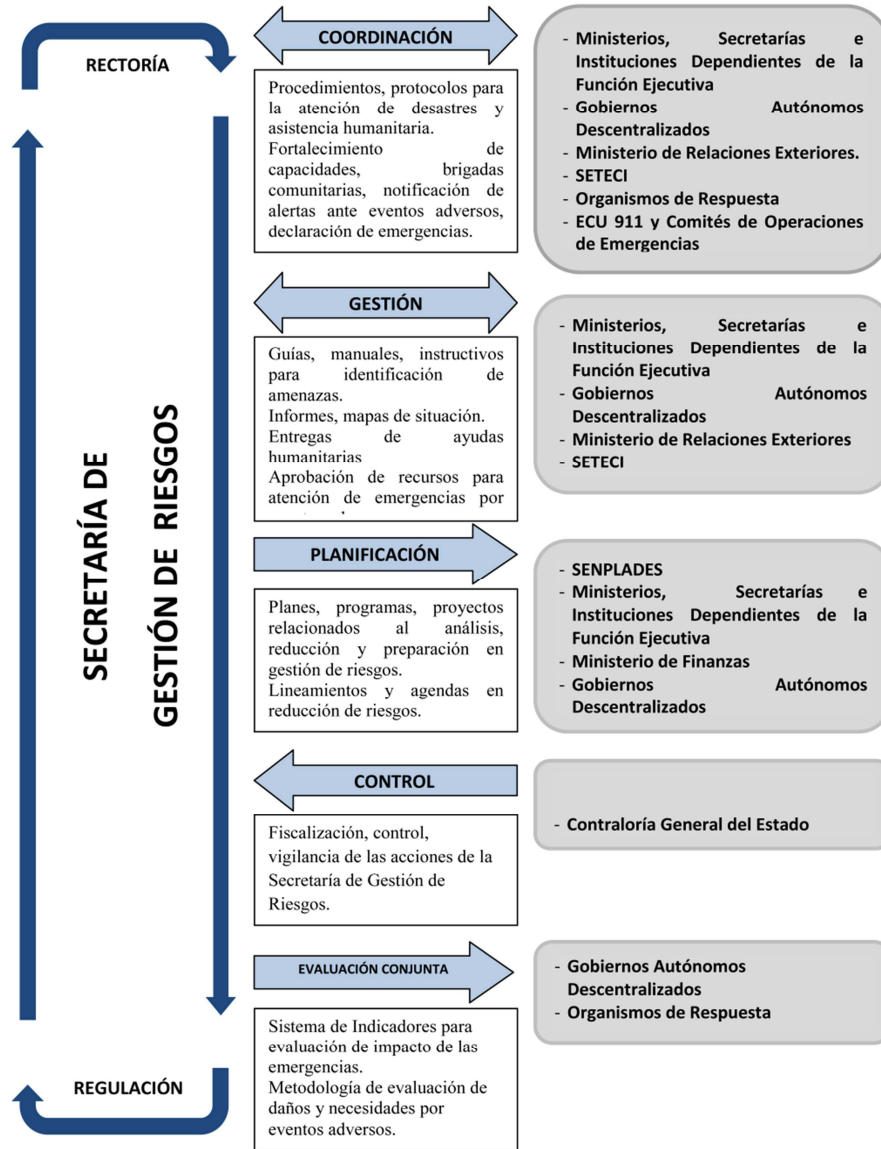 RECTORÍA
SECRETARÍA DE
GESTIÓN DE RIESGOS
REGULACIÓN
COORDINACIÓN
Procedimientos, protocolos para
la atención de desastres y
asistencia humanitaria.
Fortalecimiento de
capacidades, brigadas
comunitarias, notificación de
alertas ante eventos adversos,
declaración de emergencias.
- Ministerios, Secretarías e
Instituciones Dependientes de la
Función Ejecutiva
- Gobiernos Autónomos
Descentralizados
- Ministerio de Relaciones Exteriores.
- SETECI
- Organismos de Respuesta
- ECU 911 y Comités de Operaciones
de Emergencias
GESTIÓN
Guías, manuales, instructivos
para identificación de
amenazas.
Informes, mapas de situación.
Entregas de ayudas
humanitarias
Aprobación de recursos para
atención de emergencias por
- Ministerios, Secretarías e
Instituciones Dependientes de la
Función Ejecutiva
- Gobiernos Autónomos
Descentralizados
- Ministerio de Relaciones Exteriores
- SETECI
PLANIFICACIÓN
Planes, programas, proyectos
relacionados al análisis,
reducción y preparación en
gestión de riesgos.
Lineamientos y agendas en
reducción de riesgos.
- SENPLADES
- Ministerios, Secretarías e
Instituciones Dependientes de la
Función Ejecutiva
- Ministerio de Finanzas
- Gobiernos Autónomos
Descentralizados
CONTROL
Fiscalización, control,
vigilancia de las acciones de la
Secretaría de Gestión de
Riesgos.
- Contraloría General del Estado
EVALUACIÓN CONJUNTA
Sistema de Indicadores para
evaluación de impacto de las
emergencias.
Metodología de evaluación de
daños y necesidades por
eventos adversos.
- Gobiernos Autónomos
Descentralizados
- Organismos de Respuesta